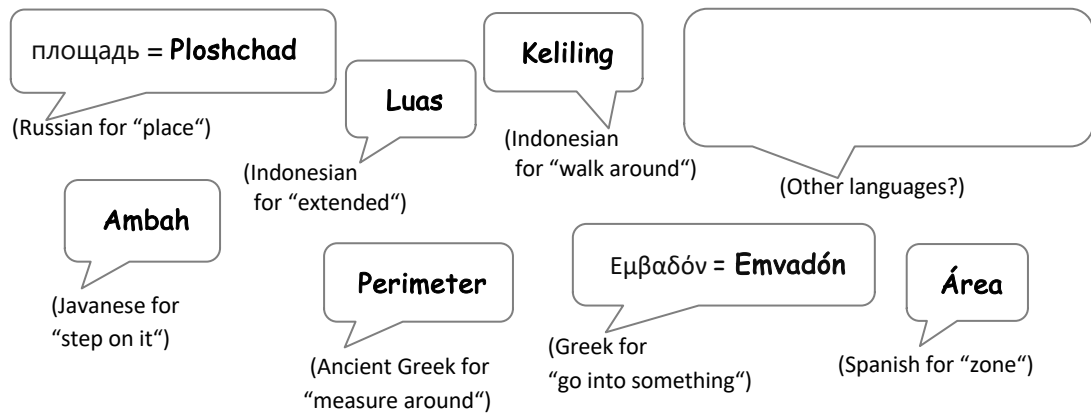 площадь = Ploshchad
(Russian for “place“)
Luas
(Indonesian
for “extended“)
Keliling
(Indonesian
for “walk around“)
(Other languages?)
Ambah
(Javanese for
“step on it“)
Perimeter
(Ancient Greek for
“measure around“)
Εμβαδόν = Emvadón
(Greek for
“go into something“)
Área
(Spanish for “zone“)